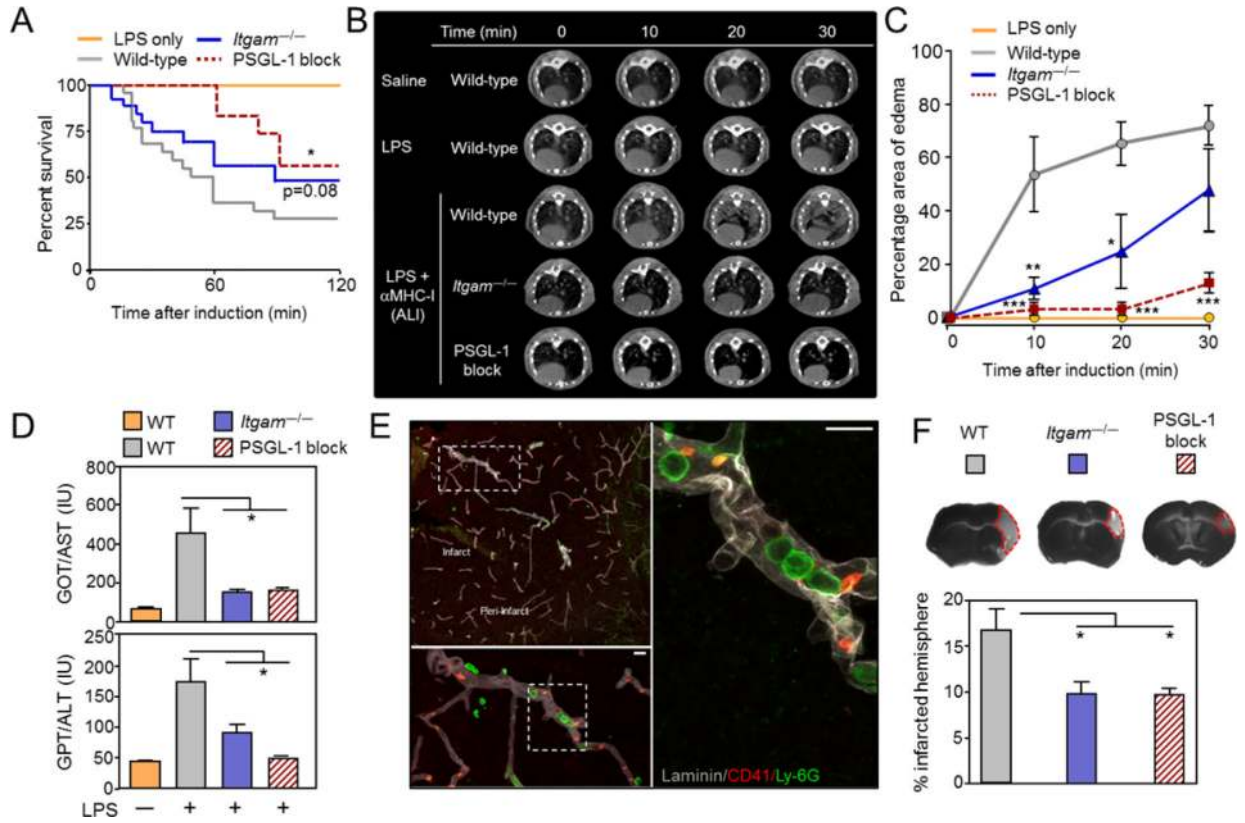 A
LPS only
Itgam—/—
Wild-type
PSGL-1 block
Percent survival
100
75
50
25
0
*
p=0.08
0
60
120
Time after induction (min)
B
Time (min) 0 10 20 30
Saline Wild-type
LPS Wild-type
Wild-type
LPS +
αMHC-I
(ALI)
Itgam—/—
PSGL-1
block
C
LPS only
Wild-type
Itgam—/—
PSGL-1 block
Percentage area of edema
100
80
60
40
20
0
**
*
***
***
***
0 10 20 30
Time after induction (min)
D
WT
Itgam—/—
WT
PSGL-1 block
GOT/AST (IU)
800
600
400
200
0
*
GPT/ALT (IU)
250
200
150
100
50
0
*
LPS — + + +
E
Infarct
Peri-infarct
Laminin/CD41/Ly-6G
F
WT
Itgam—/—
PSGL-1
block
% infarcted hemisphere
20
15
10
5
0
* *